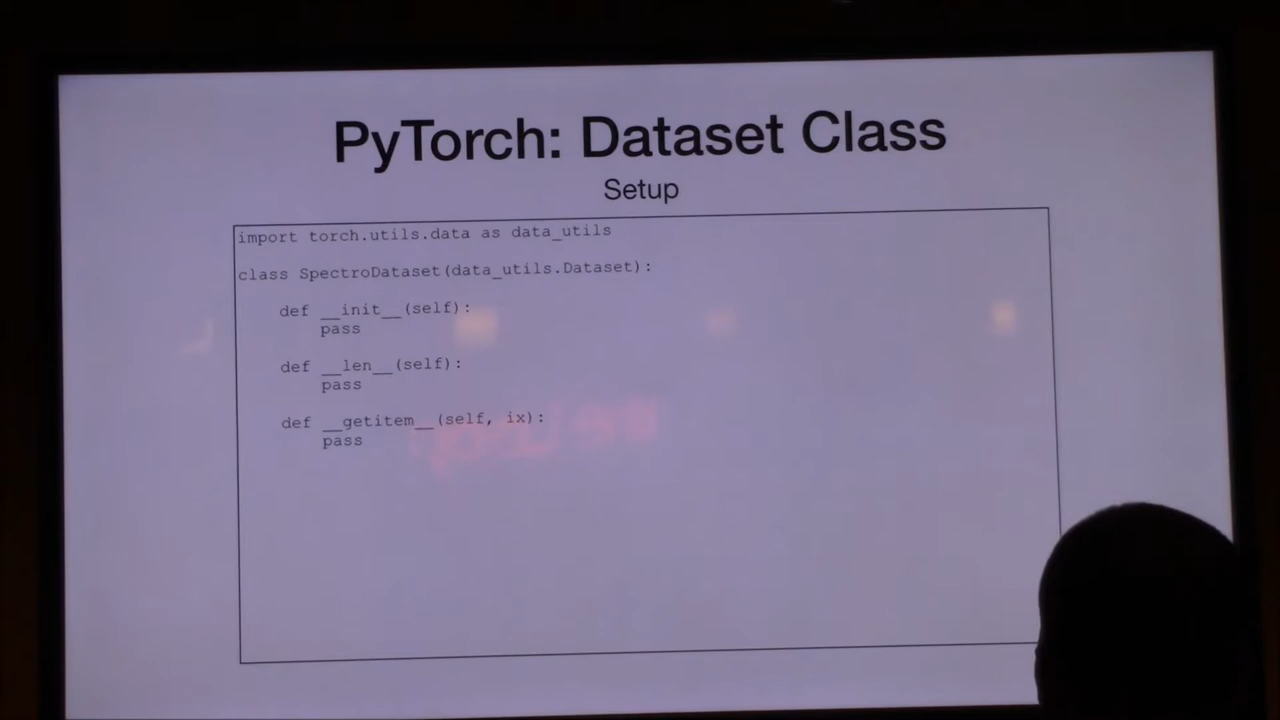 PyTorch: Dataset Class
Setup
import torch.utils.data as data_utils
class SpectroDataset(data_utils.Dataset):
def __init__(self):
pass
def __len__(self):
pass
def __getitem__(self, ix):
pass